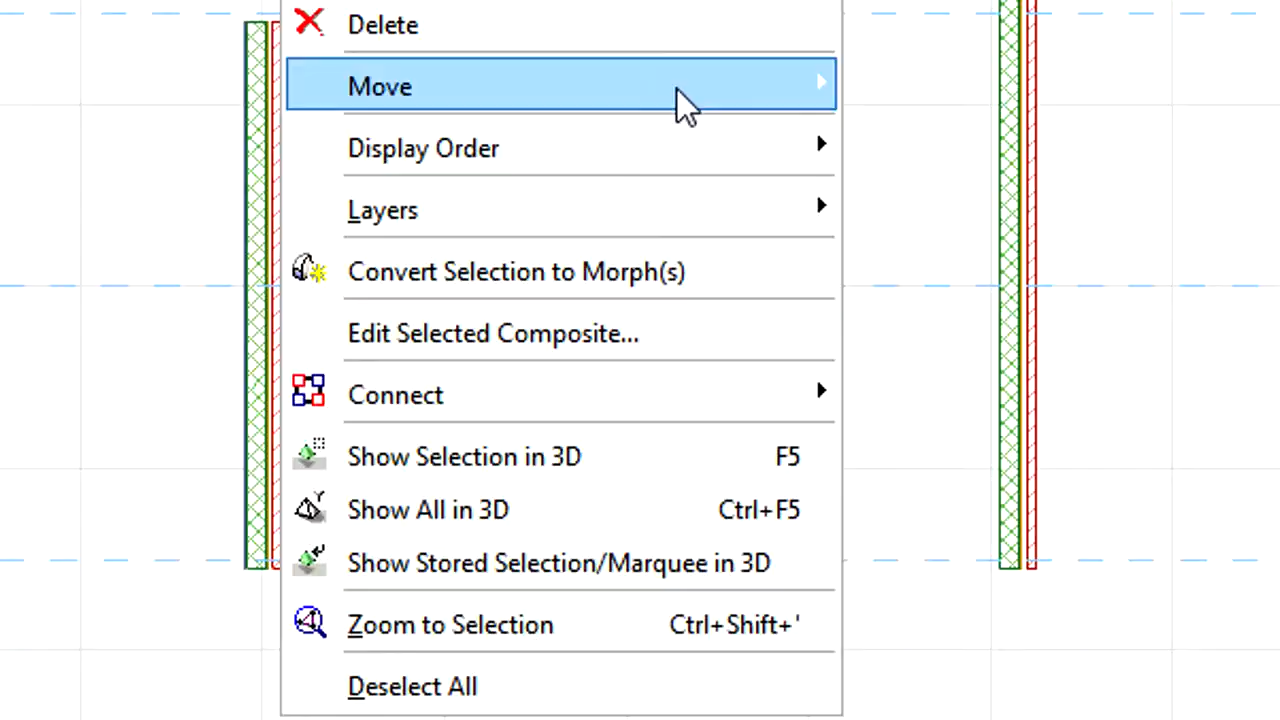 Delete
Move
Display Order
Layers
Convert Selection to Morph(s)
Edit Selected Composite...
Connect
Show Selection in 3D F5
Show All in 3D Ctrl+F5
Show Stored Selection/Marquee in 3D
Zoom to Selection Ctrl+Shift+'
Deselect All